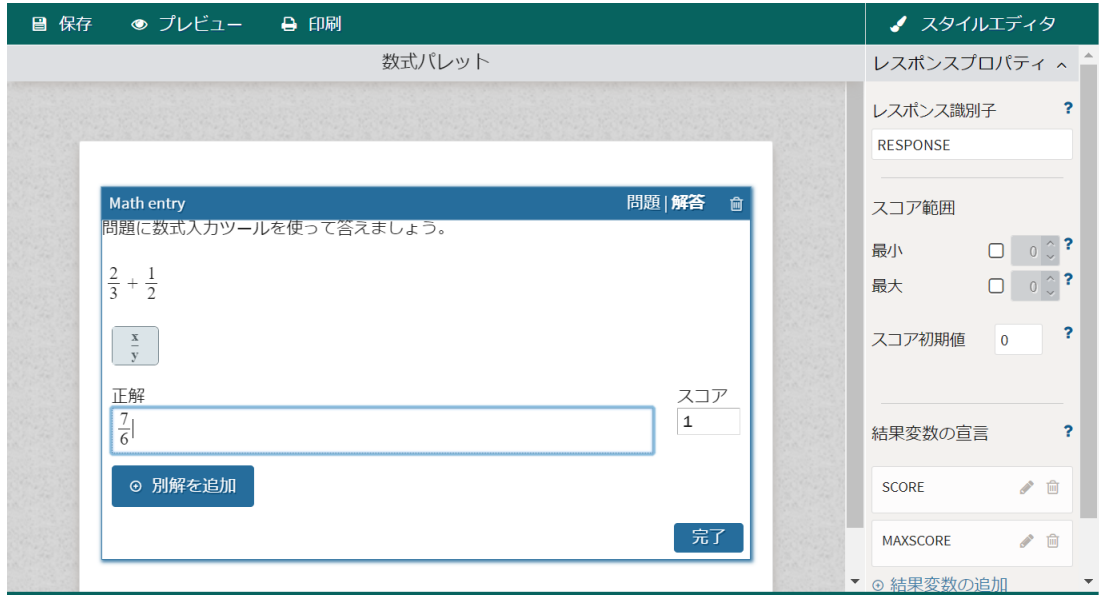 保存 プレビュー 印刷 スタイルエディタ
数式パレット
レスポンスプロパティ
レスポンス識別子 ?
RESPONSE
Math entry 問題 | 解答
問題に数式入力ツールを使って答えましょう。
2/3 + 1/2
x/y
正解 スコア
7/6 1
別解を追加
完了
スコア範囲
最小 0 ?
最大 0 ?
スコア初期値 0 ?
結果変数の宣言 ?
SCORE
MAXSCORE
結果変数の追加